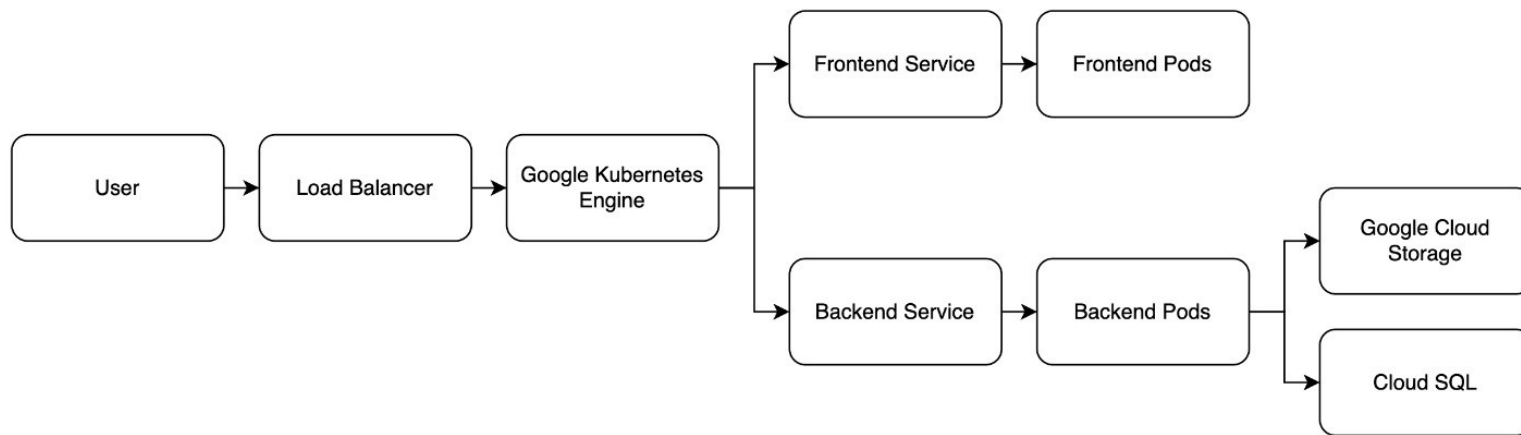 Frontend Service
Frontend Pods
User
Load Balancer
Google Kubernetes
Engine
Google Cloud
Storage
Backend Service
Backend Pods
Cloud SQL